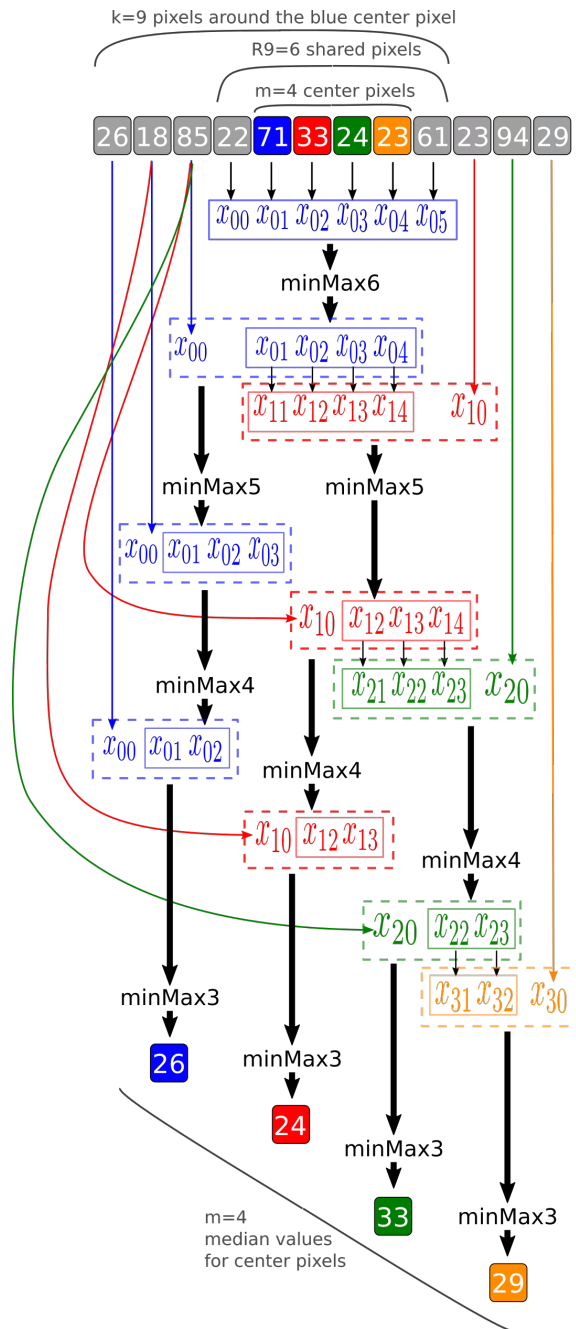 k=9 pixels around the blue center pixel
R9=6 shared pixels
m=4 center pixels
26 18 85 22 71 33 24 23 61 23 94 29
x00 x01 x02 x03 x04 x05
minMax6
x00 x01 x02 x03 x04
x11 x12 x13 x14 x10
minMax5 minMax5
x00 x01 x02 x03
x10 x12 x13 x14
x21 x22 x23 x20
minMax4
x00 x01 x02
minMax4
x10 x12 x13
minMax4
x20 x22 x23
x31 x32 x30
minMax3
26
minMax3
24
minMax3
33
m=4
median values
for center pixels
minMax3
29